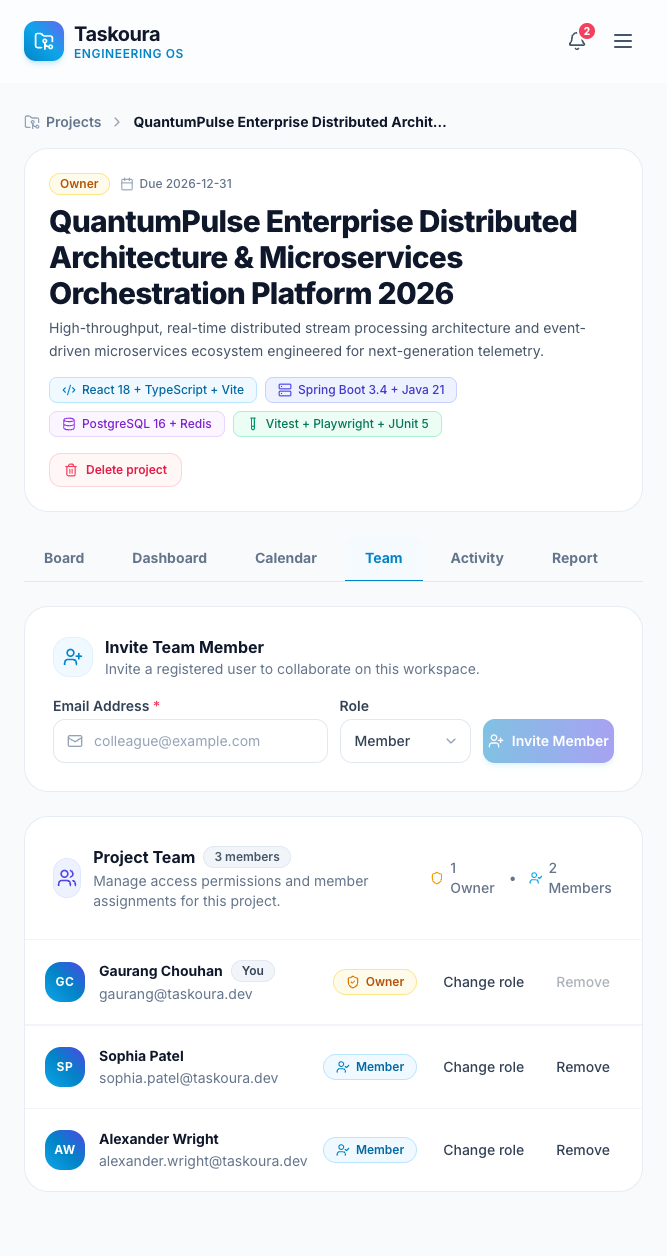 Taskoura
ENGINEERING OS
2
Projects > QuantumPulse Enterprise Distributed Archit...
Owner
Due 2026-12-31
QuantumPulse Enterprise Distributed
Architecture & Microservices
Orchestration Platform 2026
High-throughput, real-time distributed stream processing architecture and event-
driven microservices ecosystem engineered for next-generation telemetry.
React 18 + TypeScript + Vite
Spring Boot 3.4 + Java 21
PostgreSQL 16 + Redis
Vitest + Playwright + JUnit 5
Delete project
Board
Dashboard
Calendar
Team
Activity
Report
Invite Team Member
Invite a registered user to collaborate on this workspace.
Email Address *
colleague@example.com
Role
Member
Invite Member
Project Team
3 members
Manage access permissions and member
assignments for this project.
1
Owner
•
2
Members
GC
Gaurang Chouhan
You
gaurang@taskoura.dev
Owner
Change role
Remove
SP
Sophia Patel
sophia.patel@taskoura.dev
Member
Change role
Remove
AW
Alexander Wright
alexander.wright@taskoura.dev
Member
Change role
Remove